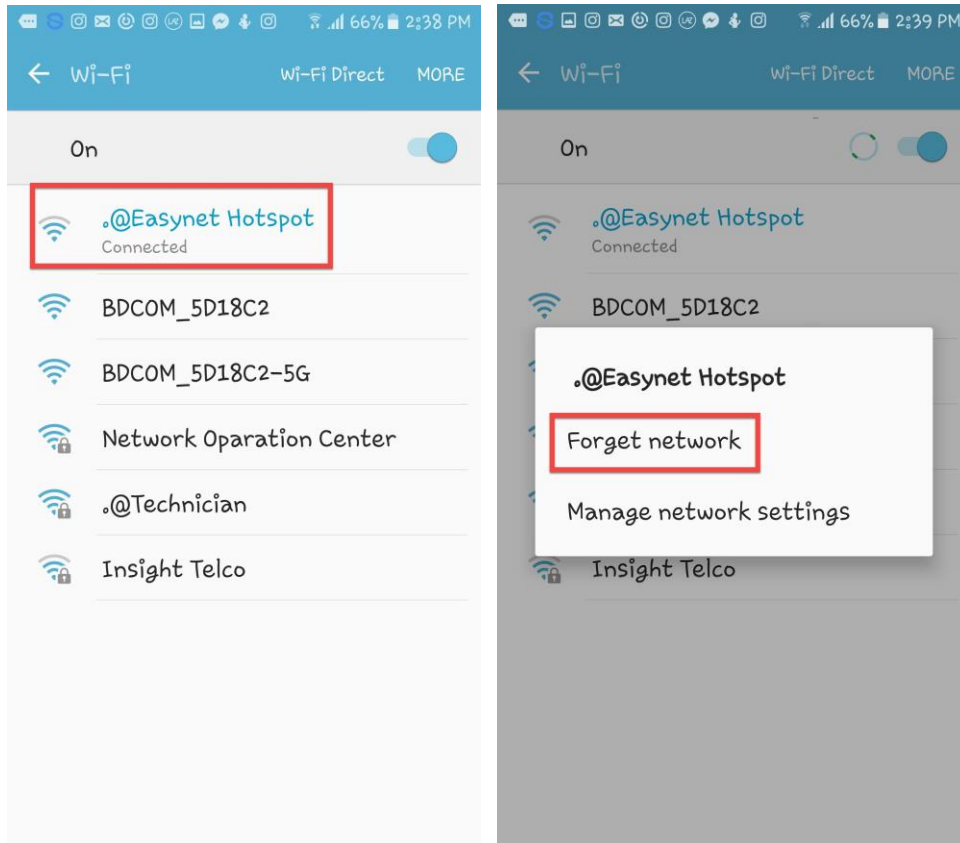 66% 2:38 PM
Wi-Fi Wi-Fi Direct MORE
On
.@Easynet Hotspot
Connected
BDCOM_5D18C2
BDCOM_5D18C2-5G
Network Oparation Center
.@Technician
Insight Telco
66% 2:39 PM
Wi-Fi Wi-Fi Direct MORE
On
.@Easynet Hotspot
Connected
BDCOM_5D18C2
.@Easynet Hotspot
Forget network
Manage network settings
Insight Telco